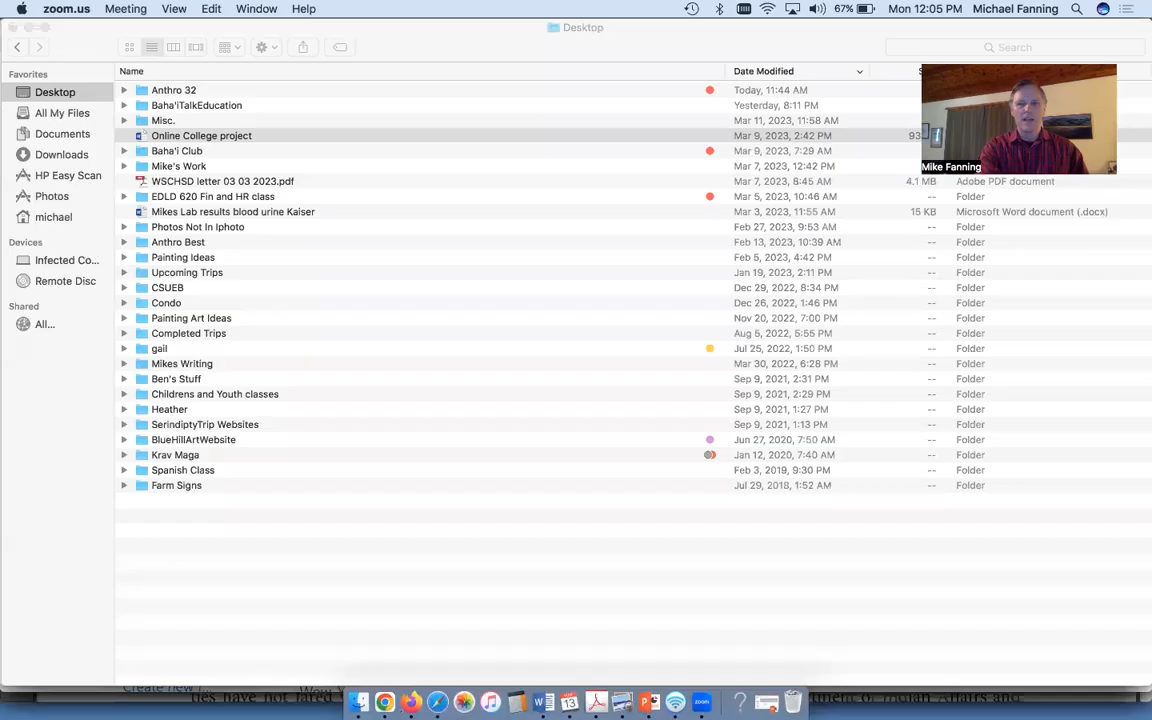 zoom.us Meeting View Edit Window Help 67% Mon 12:05 PM Michael Fanning
Desktop
Search
Favorites
Desktop
All My Files
Documents
Downloads
HP Easy Scan
Photos
michael
Devices
Infected Co...
Remote Disc
Shared
All...
Name Date Modified
Anthro 32 Today, 11:44 AM
Baha'iTalkEducation Yesterday, 8:11 PM
Misc. Mar 11, 2023, 11:58 AM
Online College project Mar 9, 2023, 2:42 PM 93
Baha'i Club Mar 9, 2023, 7:29 AM
Mike's Work Mar 7, 2023, 12:42 PM
Mike Fanning
WSCHSD letter 03 03 2023.pdf Mar 7, 2023, 8:45 AM 4.1 MB Adobe PDF document
EDLD 620 Fin and HR class Mar 5, 2023, 10:46 AM -- Folder
Mikes Lab results blood urine Kaiser Mar 3, 2023, 11:55 AM 15 KB Microsoft Word document (.docx)
Photos Not In Iphoto Feb 27, 2023, 9:53 AM -- Folder
Anthro Best Feb 13, 2023, 10:39 AM -- Folder
Painting Ideas Feb 5, 2023, 4:42 PM -- Folder
Upcoming Trips Jan 19, 2023, 2:11 PM -- Folder
CSUEB Dec 29, 2022, 8:34 PM -- Folder
Condo Dec 26, 2022, 1:46 PM -- Folder
Painting Art Ideas Nov 20, 2022, 7:00 PM -- Folder
Completed Trips Aug 5, 2022, 5:55 PM -- Folder
gail Jul 25, 2022, 1:50 PM -- Folder
Mikes Writing Mar 30, 2022, 6:28 PM -- Folder
Ben's Stuff Sep 9, 2021, 2:31 PM -- Folder
Childrens and Youth classes Sep 9, 2021, 2:29 PM -- Folder
Heather Sep 9, 2021, 1:27 PM -- Folder
SerindiptyTrip Websites Sep 9, 2021, 1:13 PM -- Folder
BlueHillArtWebsite Jun 27, 2020, 7:50 AM -- Folder
Krav Maga Jan 12, 2020, 7:40 AM -- Folder
Spanish Class Feb 3, 2019, 9:30 PM -- Folder
Farm Signs Jul 29, 2018, 1:52 AM -- Folder